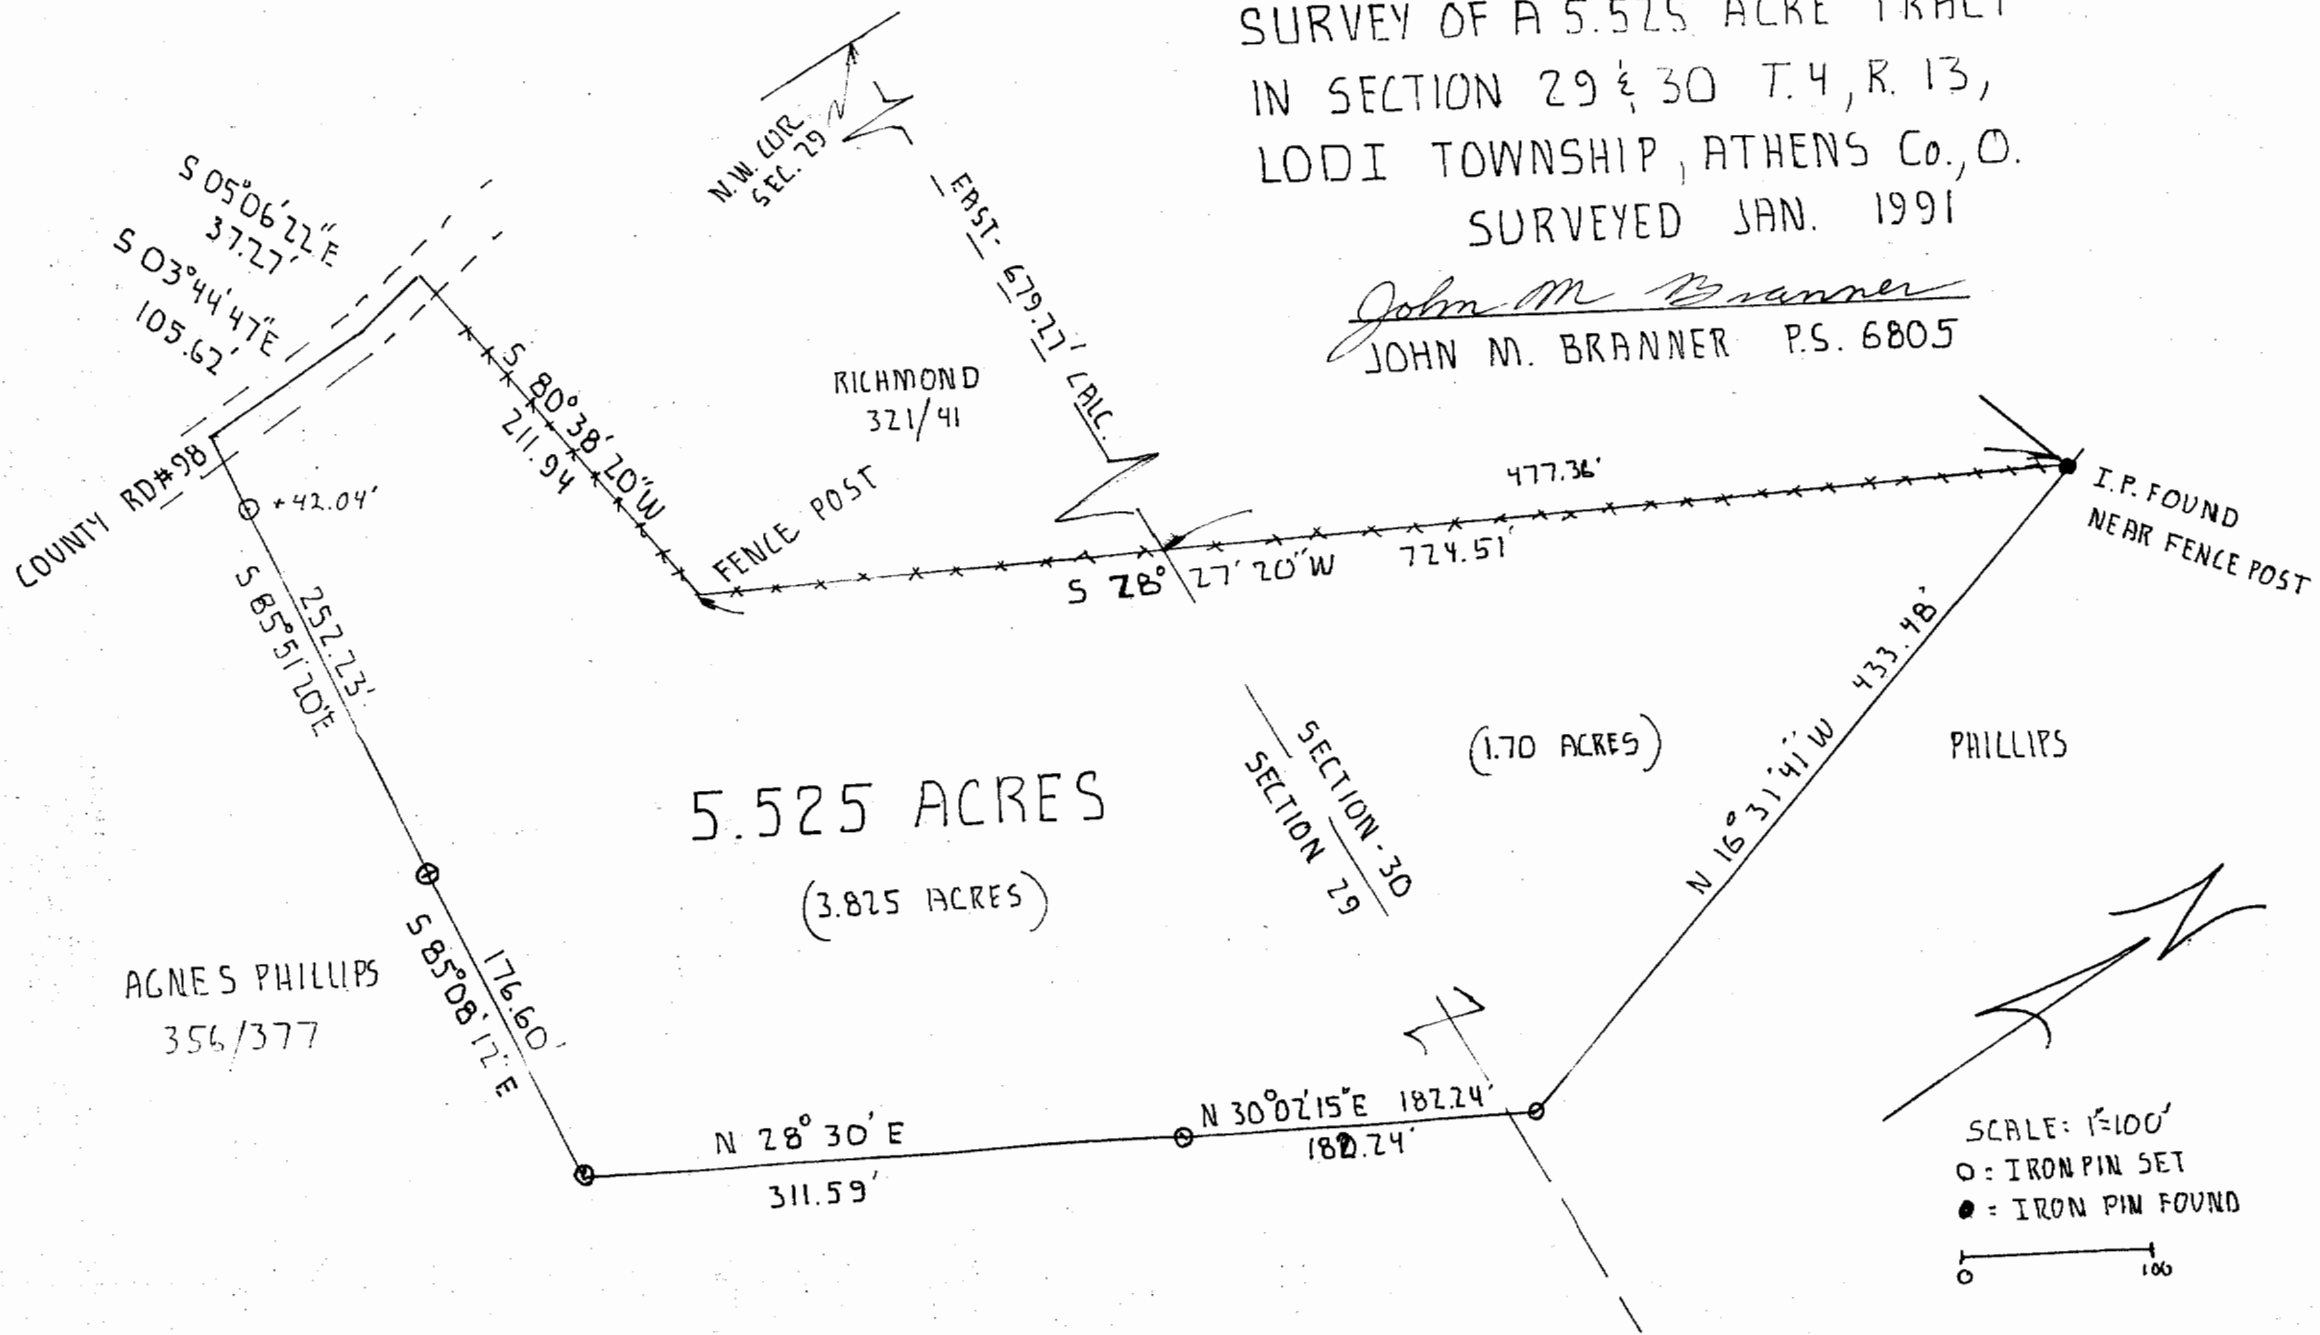 SURVEY OF A 5.525 ACRE TRACT
IN SECTION 29 & 30 T.4, R. 13,
LODI TOWNSHIP, ATHENS Co., O.
SURVEYED JAN. 1991
John M Branner
JOHN M. BRANNER P.S. 6805
N.W. COR.
SEC. 29
EAST- 679.27' CALC.
S 05°06'22"E
37.27'
S 03°44'47"E
105.62'
COUNTY RD#98
+42.04'
S 80°38'20"W
211.94
RICHMOND
321/41
FENCE POST
477.36'
S 28° 27' 20"W 724.51'
I.P. FOUND
NEAR FENCE POST
252.23'
S 85°51'20"E
433.48'
N 16°31'41"W
PHILLIPS
(1.70 ACRES)
SECTION-30
SECTION 29
5.525 ACRES
(3.825 ACRES)
AGNES PHILLIPS
356/377
176.60'
S 85°08'12"E
N 28°30'E
311.59'
N 30°02'15"E 182.24'
182.24'
N
SCALE: 1"=100'
O = IRON PIN SET
● = IRON PIN FOUND
0 100